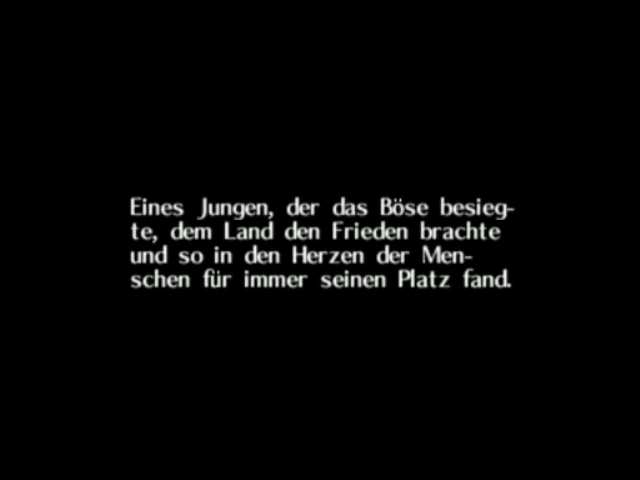 Eines Jungen, der das Böse besieg-
te, dem Land den Frieden brachte
und so in den Herzen der Men-
schen für immer seinen Platz fand.